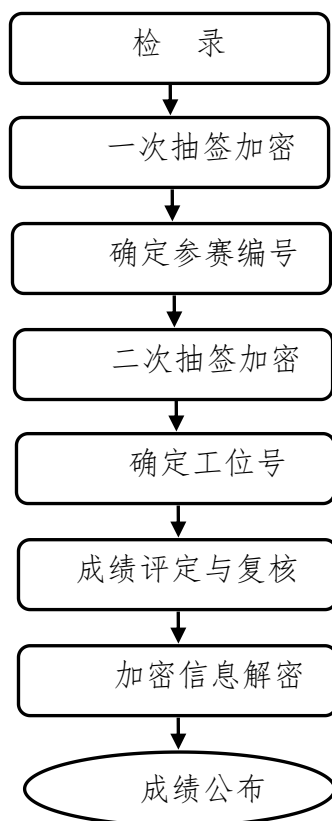 检 录
一次抽签加密
确定参赛编号
二次抽签加密
确定工位号
成绩评定与复核
加密信息解密
成绩公布